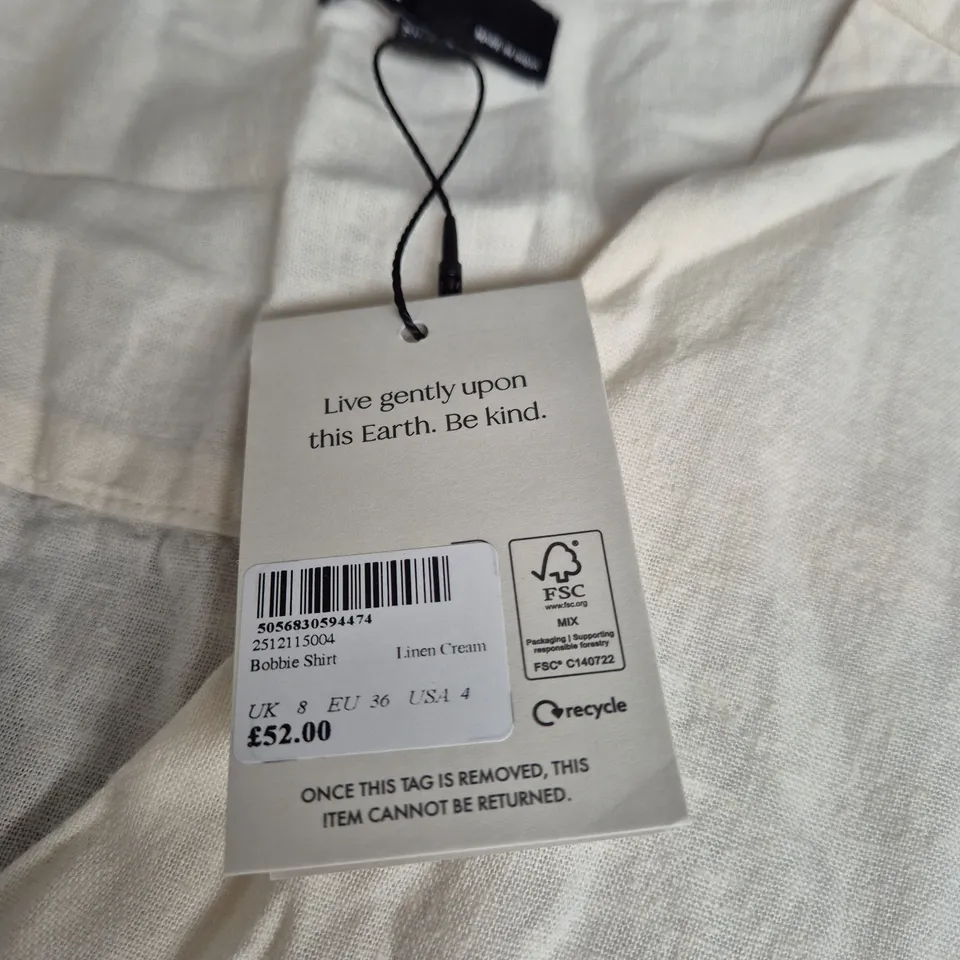 Live gently upon
this Earth. Be kind.
5056830594474
2512115004
Bobbie Shirt Linen Cream
UK 8 EU 36 USA 4
£52.00
FSC
www.fsc.org
MIX
Packaging | Supporting
responsible forestry
FSC® C140722
recycle
ONCE THIS TAG IS REMOVED, THIS
ITEM CANNOT BE RETURNED.